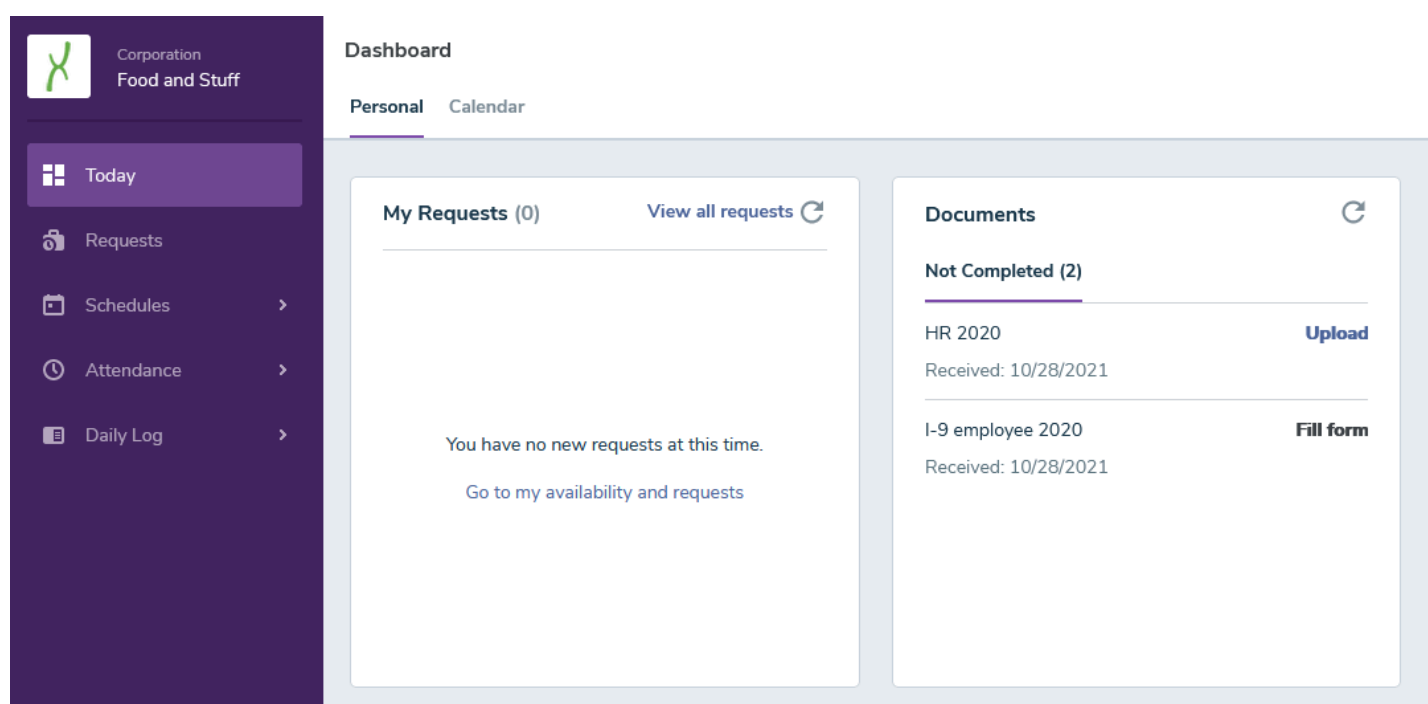 Corporation
Food and Stuff
Today
Requests
Schedules
Attendance
Daily Log
Dashboard
Personal Calendar
My Requests (0) View all requests
You have no new requests at this time.
Go to my availability and requests
Documents
Not Completed (2)
HR 2020 Upload
Received: 10/28/2021
I-9 employee 2020 Fill form
Received: 10/28/2021